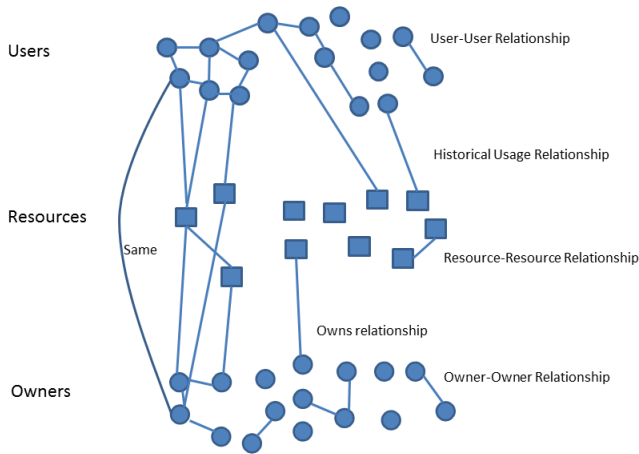 Users
User-User Relationship
Historical Usage Relationship
Resources
Same
Resource-Resource Relationship
Owns relationship
Owners
Owner-Owner Relationship